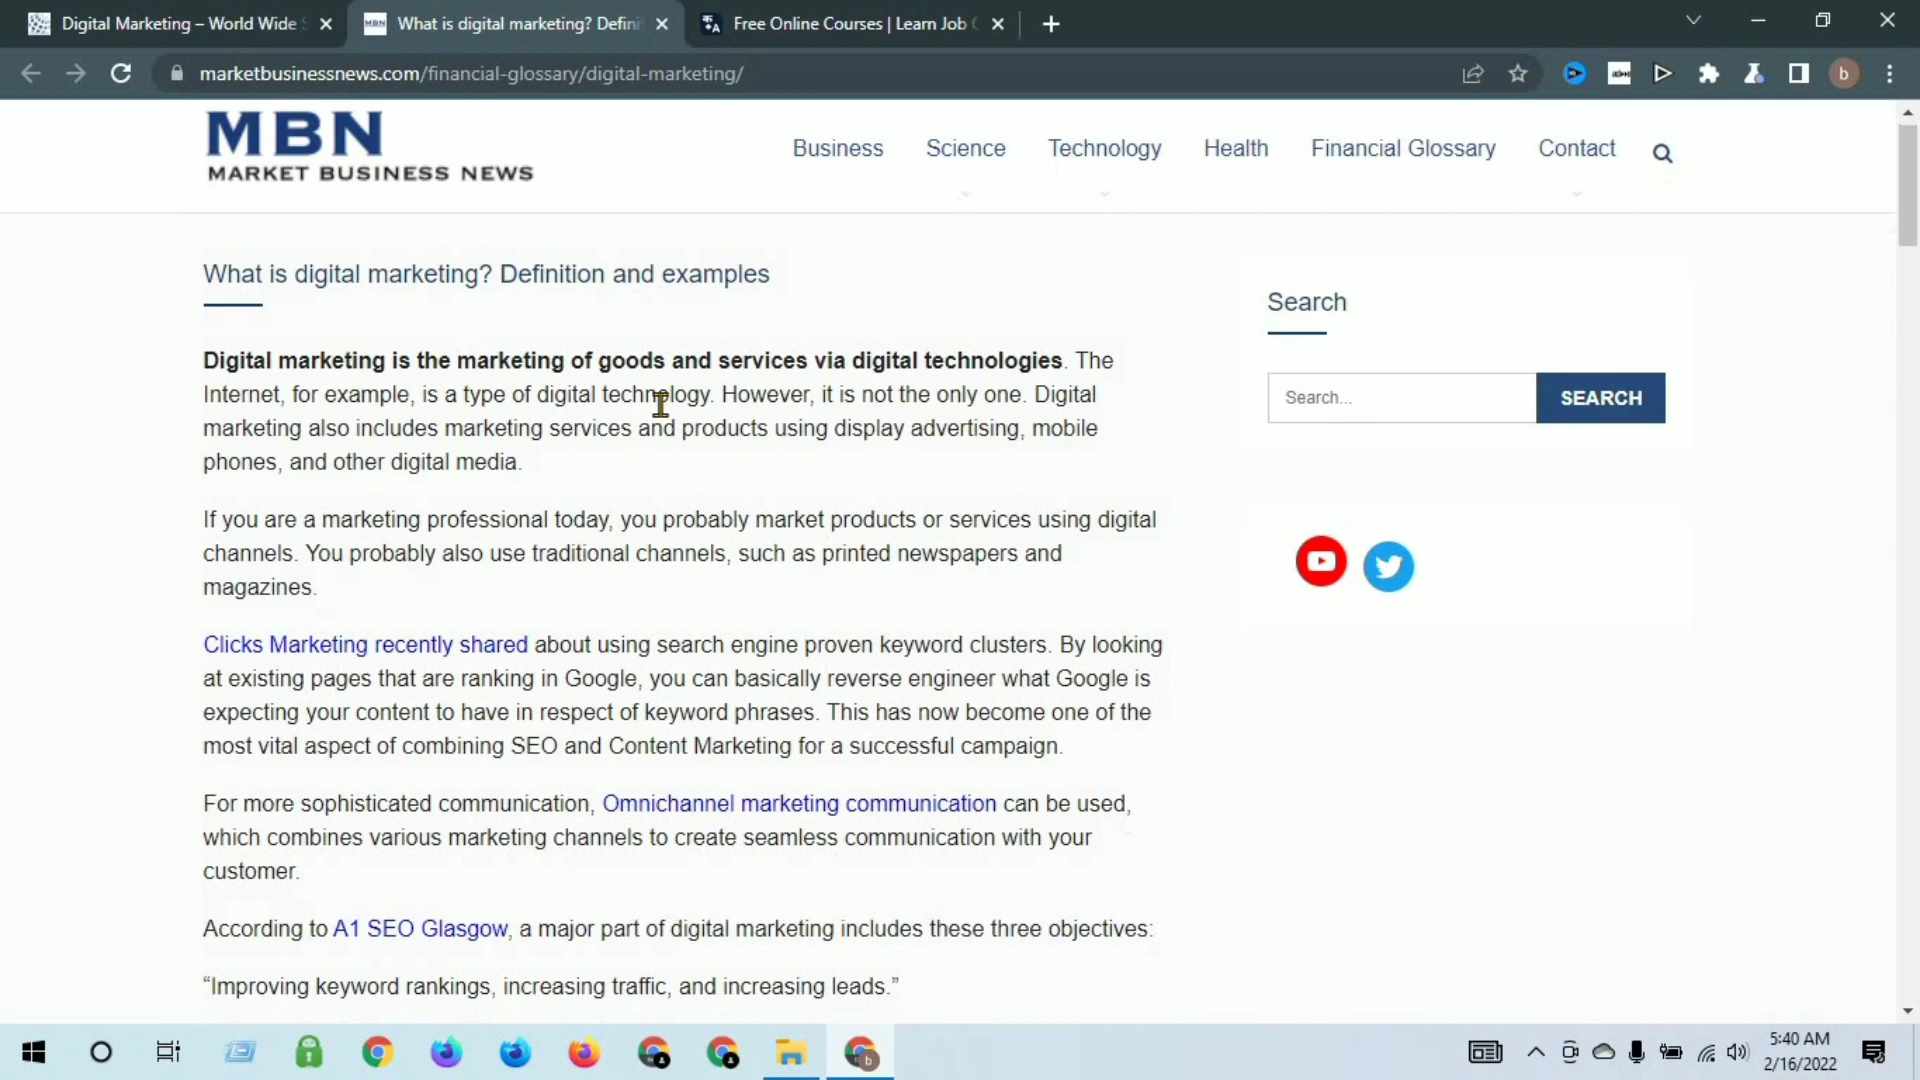 Digital Marketing – World Wide S
What is digital marketing? Defini
Free Online Courses | Learn Job
marketbusinessnews.com/financial-glossary/digital-marketing/
b
MBN
MARKET BUSINESS NEWS
Business Science Technology Health Financial Glossary Contact
What is digital marketing? Definition and examples
Digital marketing is the marketing of goods and services via digital technologies. The
Internet, for example, is a type of digital technology. However, it is not the only one. Digital
marketing also includes marketing services and products using display advertising, mobile
phones, and other digital media.
If you are a marketing professional today, you probably market products or services using digital
channels. You probably also use traditional channels, such as printed newspapers and
magazines.
Clicks Marketing recently shared about using search engine proven keyword clusters. By looking
at existing pages that are ranking in Google, you can basically reverse engineer what Google is
expecting your content to have in respect of keyword phrases. This has now become one of the
most vital aspect of combining SEO and Content Marketing for a successful campaign.
For more sophisticated communication, Omnichannel marketing communication can be used,
which combines various marketing channels to create seamless communication with your
customer.
According to A1 SEO Glasgow, a major part of digital marketing includes these three objectives:
“Improving keyword rankings, increasing traffic, and increasing leads.”
Search
Search...
SEARCH
5:40 AM
2/16/2022